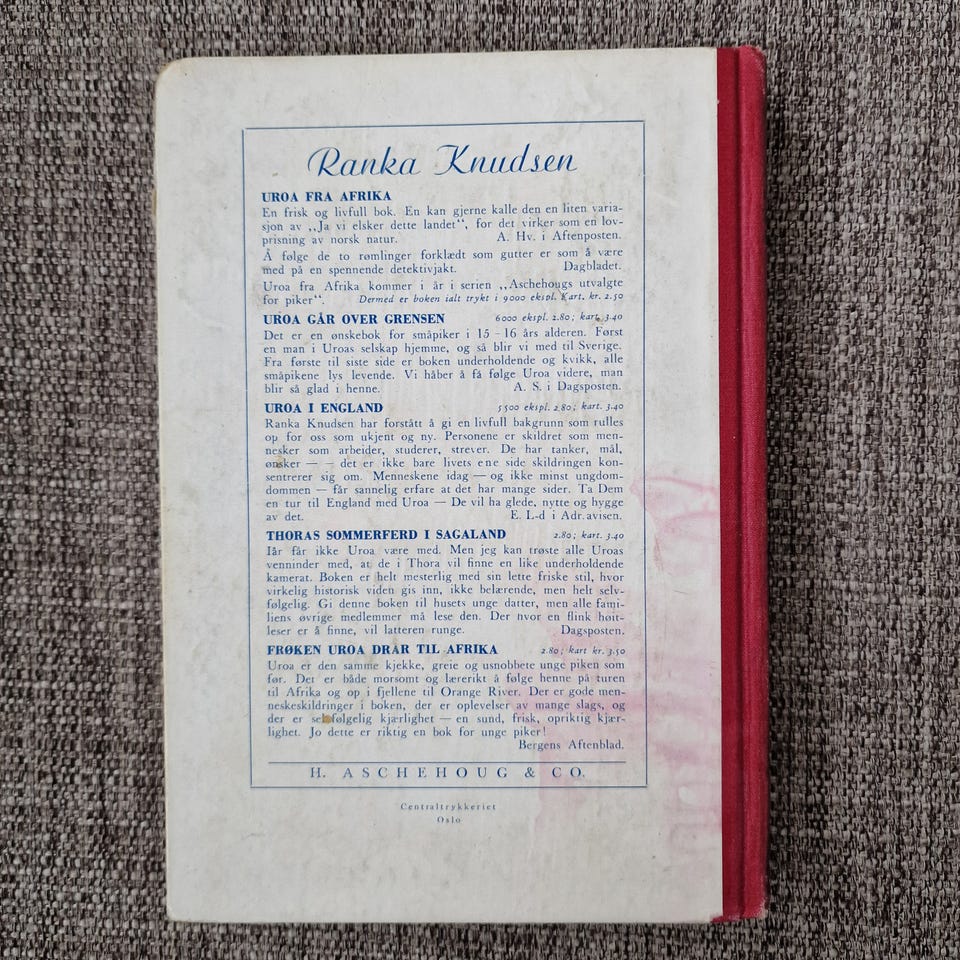 Ranka Knudsen
UROA FRA AFRIKA
En frisk og livfull bok. En kan gjerne kalle den en liten varia-
sjon av ,,Ja vi elsker dette landet“, for det virker som en lov-
prisning av norsk natur. A. Hv. i Aftenposten.
Å følge de to rømlinger forklædt som gutter er som å være
med på en spennende detektivjakt. Dagbladet.
Uroa fra Afrika kommer i år i serien ,,Aschehougs utvalgte
for piker“. Dermed er boken ialt trykt i 9000 ekspl. Kart. kr. 2.50
UROA GÅR OVER GRENSEN 6000 ekspl. 2.80; kart. 3.40
Det er en ønskebok for småpiker i 15-16 års alderen. Først
en man i Uroas selskap hjemme, og så blir vi med til Sverige.
Fra første til siste side er boken underholdende og kvikk, alle
småpikene lys levende. Vi håber å få følge Uroa videre, man
blir så glad i henne. A. S. i Dagsposten.
UROA I ENGLAND 5500 ekspl. 2.80; kart. 3.40
Ranka Knudsen har forstått å gi en livfull bakgrunn som rulles
op for oss som ukjent og ny. Personene er skildret som men-
nesker som arbeider, studerer, strever. De har tanker, mål,
ønsker — – det er ikke bare livets ene side skildringen kon-
sentrerer sig om. Menneskene idag — og ikke minst ungdom-
dommen — får sannelig erfare at det har mange sider. Ta Dem
en tur til England med Uroa — De vil ha glede, nytte og hygge
av det. E. L-d i Adr.avisen.
THORAS SOMMERFERD I SAGALAND 2.80; kart. 3.40
Iår får ikke Uroa være med. Men jeg kan trøste alle Uroas
venninder med, at de i Thora vil finne en like underholdende
kamerat. Boken er helt mesterlig med sin lette friske stil, hvor
virkelig historisk viden gis inn, ikke belærende, men helt selv-
følgelig. Gi denne boken til husets unge datter, men alle fami-
liens øvrige medlemmer må lese den. Der hvor en flink høit-
leser er å finne, vil latteren runge. Dagsposten.
FRØKEN UROA DRAR TIL AFRIKA 2.80; kart kr. 3.50
Uroa er den samme kjekke, greie og usnobbete unge piken som
før. Det er både morsomt og lærerikt å følge henne på turen
til Afrika og op i fjellene til Orange River. Der er gode men-
neskeskildringer i boken, der er oplevelser av mange slags, og
der er selvfølgelig kjærlighet — en sund, frisk, opriktig kjær-
lighet. Jo dette er riktig en bok for unge piker!
Bergens Aftenblad.
H. ASCHEHOUG & CO.
Centraltrykkeriet
Oslo